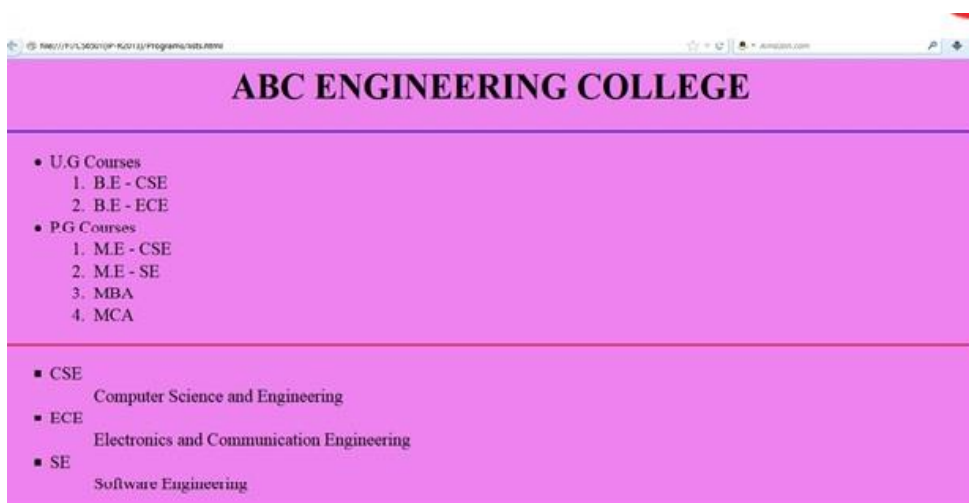 ABC ENGINEERING COLLEGE
• U.G Courses
1. B.E - CSE
2. B.E - ECE
• P.G Courses
1. M.E - CSE
2. M.E - SE
3. MBA
4. MCA
▪ CSE
Computer Science and Engineering
▪ ECE
Electronics and Communication Engineering
▪ SE
Software Engineering